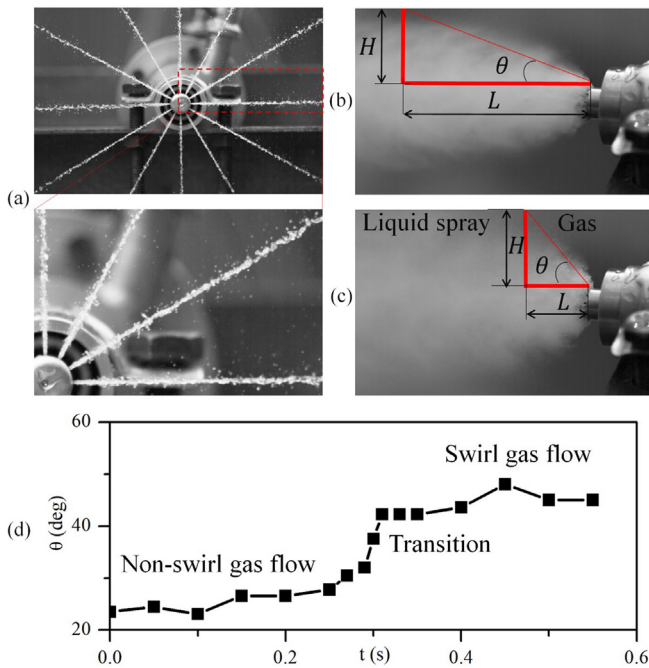 (a)
H
θ
L
(b)
Liquid spray
Gas
H
θ
L
(c)
60
Swirl gas flow
(d)
θ (deg)
40
Transition
Non-swirl gas flow
20
0.0
0.2
t (s)
0.4
0.6